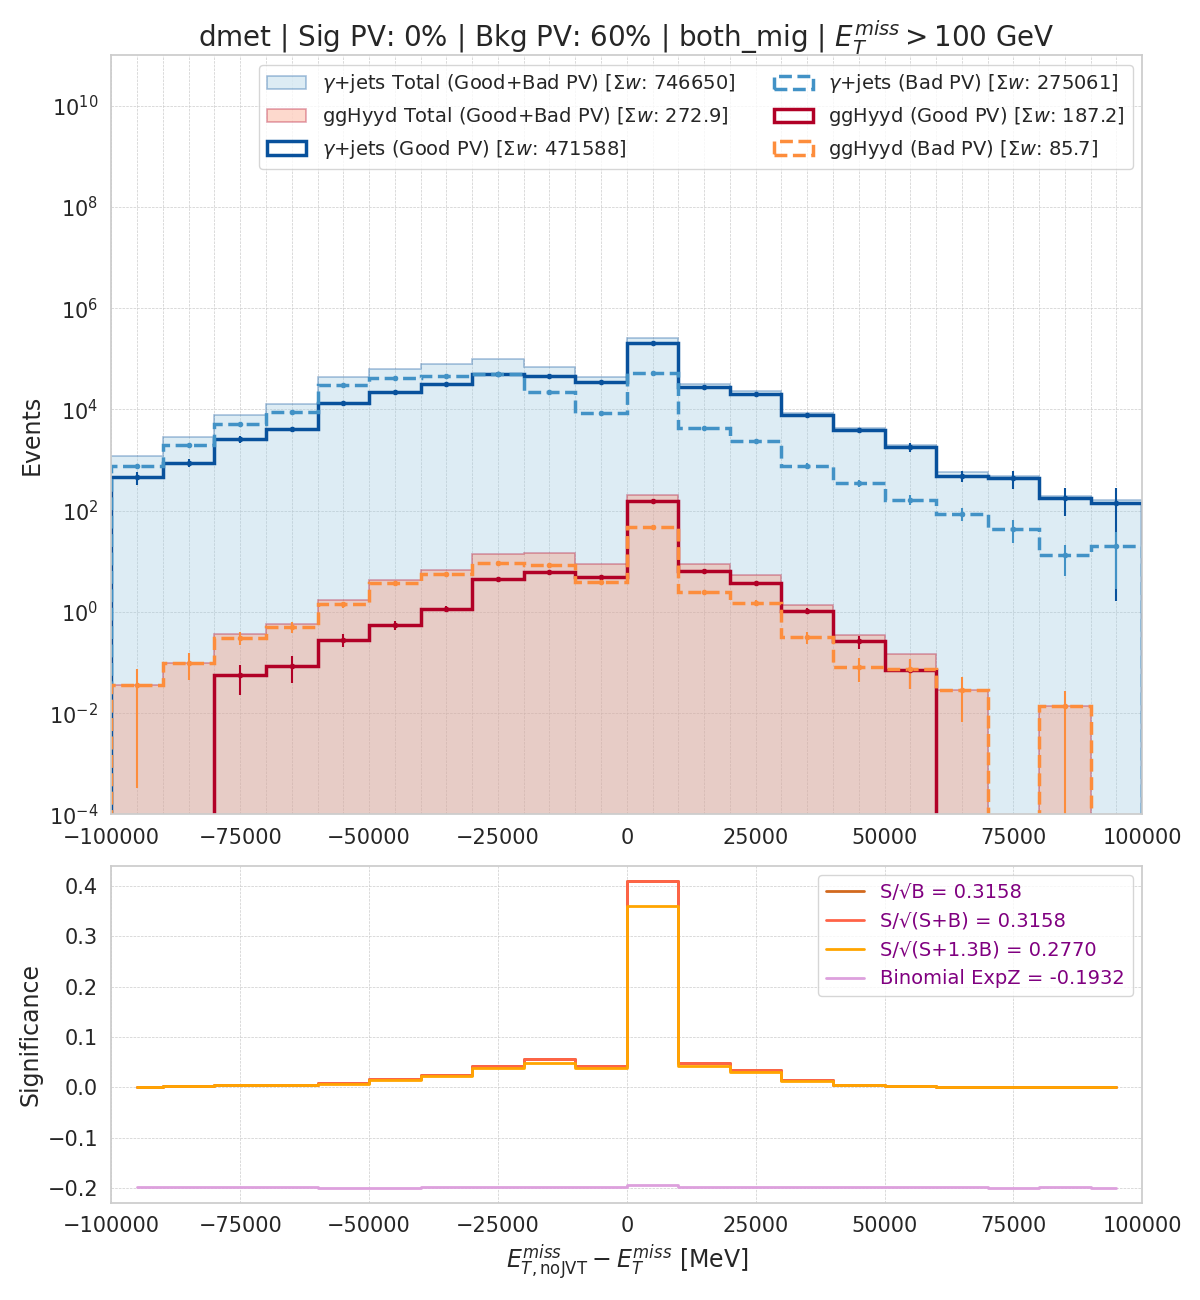 dmet | Sig PV: 0% | Bkg PV: 60% | both_mig | $E_T^{miss} > 100$ GeV
γ+jets Total (Good+Bad PV) [Σw: 746650]
ggHyyd Total (Good+Bad PV) [Σw: 272.9]
γ+jets (Good PV) [Σw: 471588]
γ+jets (Bad PV) [Σw: 275061]
ggHyyd (Good PV) [Σw: 187.2]
ggHyyd (Bad PV) [Σw: 85.7]
Events
$10^{10}$
$10^{8}$
$10^{6}$
$10^{4}$
$10^{2}$
$10^{0}$
$10^{-2}$
$10^{-4}$
−100000 −75000 −50000 −25000 0 25000 50000 75000 100000
S/√B = 0.3158
S/√(S+B) = 0.3158
S/√(S+1.3B) = 0.2770
Binomial ExpZ = -0.1932
Significance
0.4
0.3
0.2
0.1
0.0
−0.1
−0.2
−100000 −75000 −50000 −25000 0 25000 50000 75000 100000
$E_{T,noJVT}^{miss} - E_T^{miss}$ [MeV]